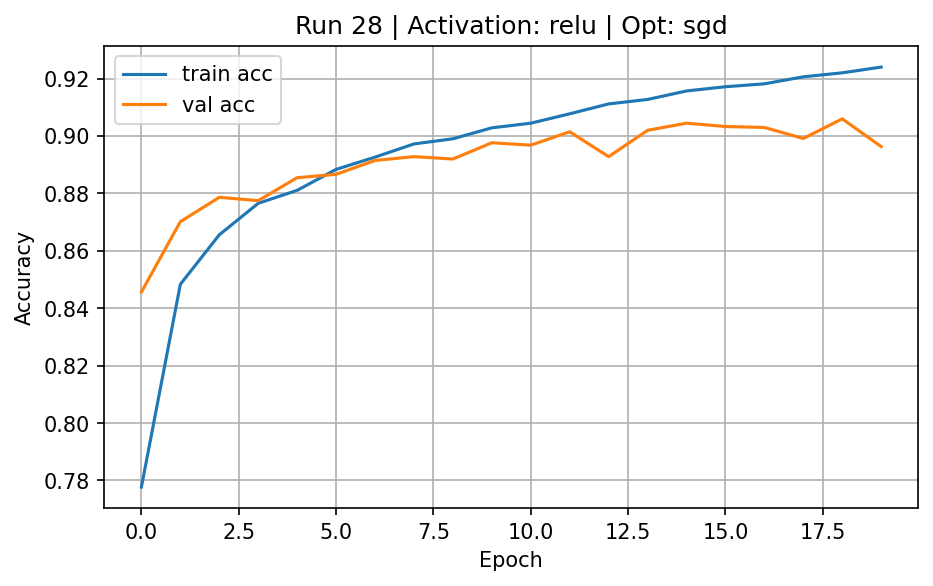 Run 28 | Activation: relu | Opt: sgd
train acc
val acc
0.92
0.90
0.88
0.86
0.84
0.82
0.80
0.78
Accuracy
0.0 2.5 5.0 7.5 10.0 12.5 15.0 17.5
Epoch